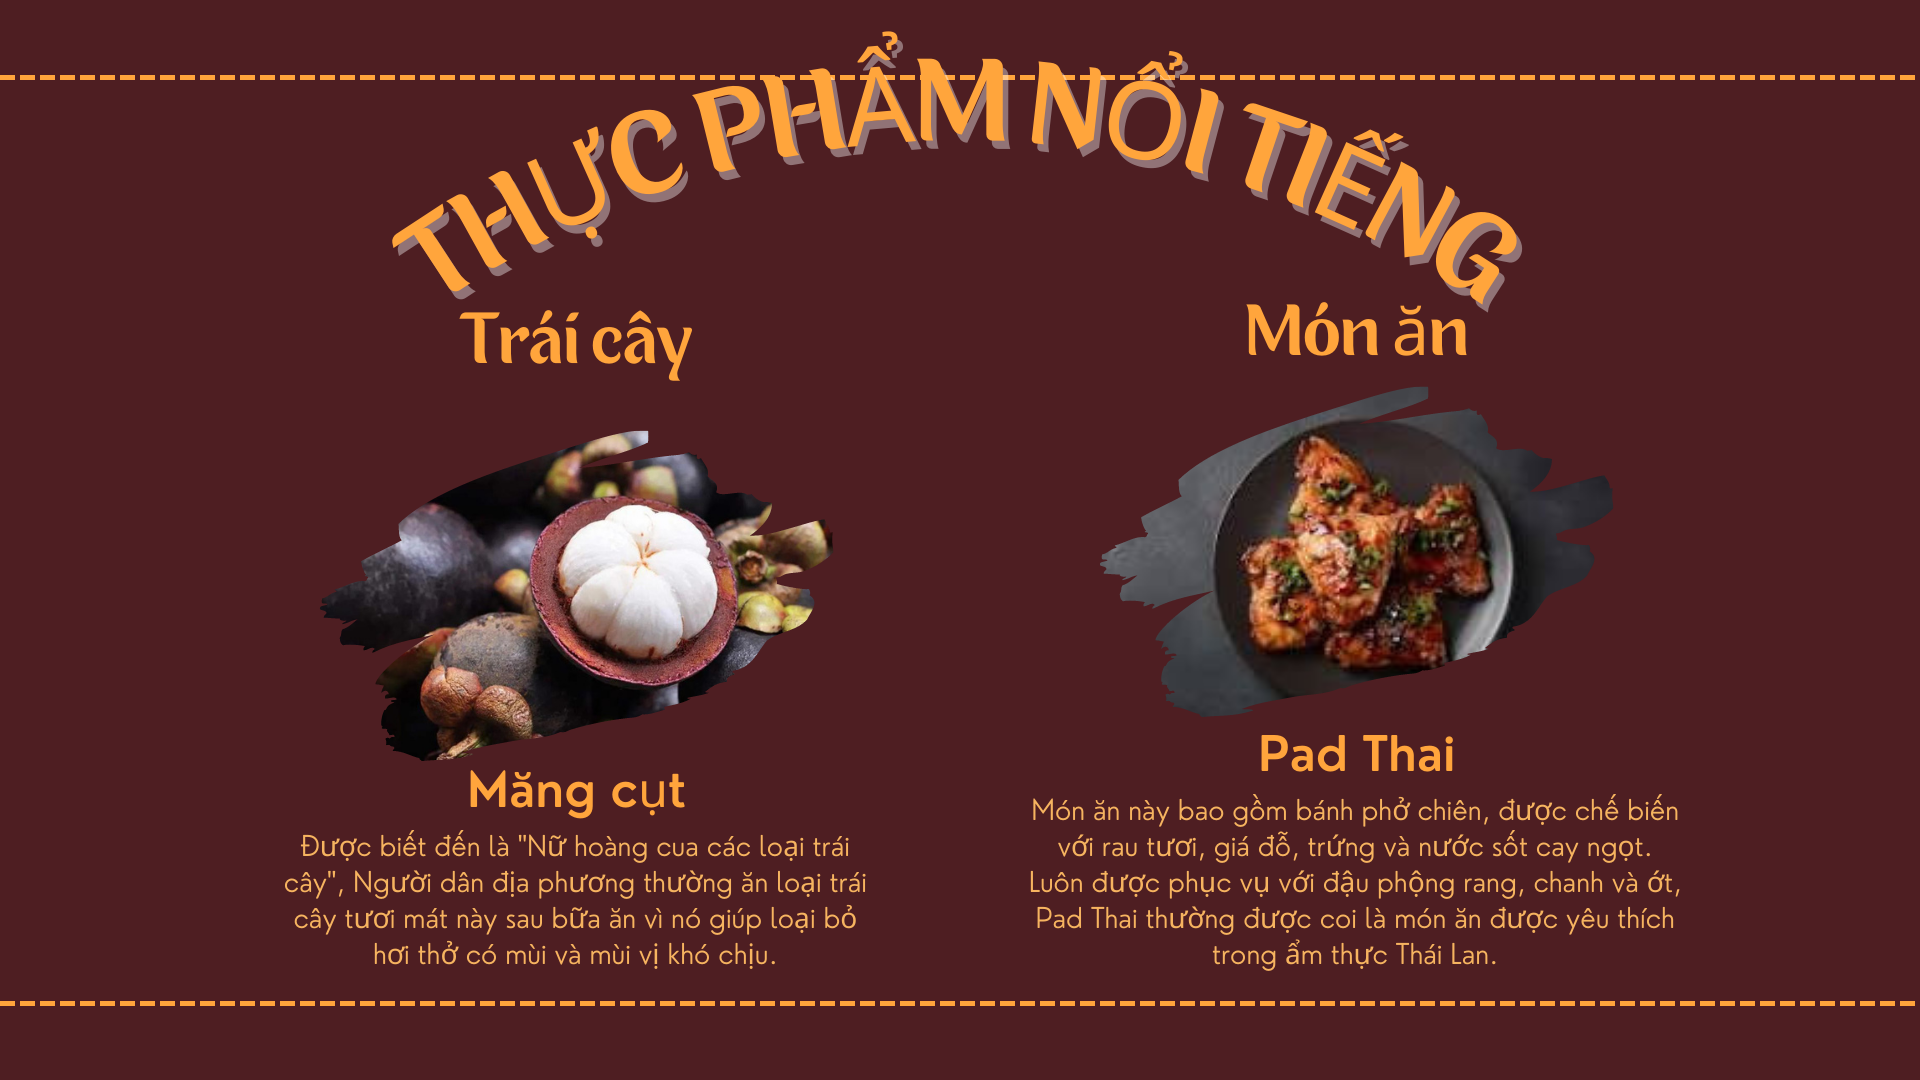 THỰC PHẨM NỔI TIẾNG
Trái cây
Măng cụt
Được biết đến là "Nữ hoàng cua các loại trái
cây", Người dân địa phương thường ăn loại trái
cây tươi mát này sau bữa ăn vì nó giúp loại bỏ
hơi thở có mùi và mùi vị khó chịu.
Món ăn
Pad Thai
Món ăn này bao gồm bánh phở chiên, được chế biến
với rau tươi, giá đỗ, trứng và nước sốt cay ngọt.
Luôn được phục vụ với đậu phộng rang, chanh và ớt,
Pad Thai thường được coi là món ăn được yêu thích
trong ẩm thực Thái Lan.